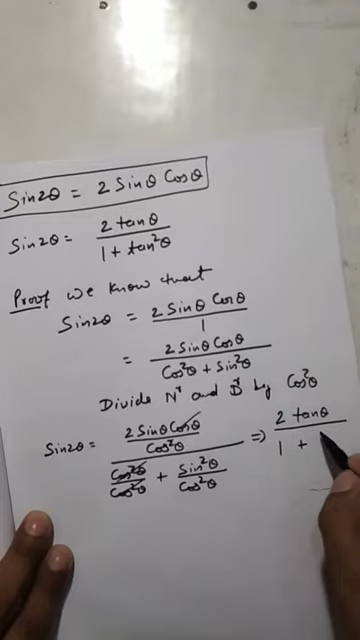 Sin2θ = 2 Sinθ Cosθ
Sin2θ = 2 tanθ / 1 + tan²θ
Proof we know that
Sin2θ = 2 Sinθ Cosθ / 1
= 2 Sinθ Cosθ / Cos²θ + Sin²θ
Divide Nʳ and Dʳ by Cos²θ
Sin2θ = (2 Sinθ Cosθ / Cos²θ) / (Cos²θ / Cos²θ + Sin²θ / Cos²θ) ⇒ 2 tanθ / 1 +